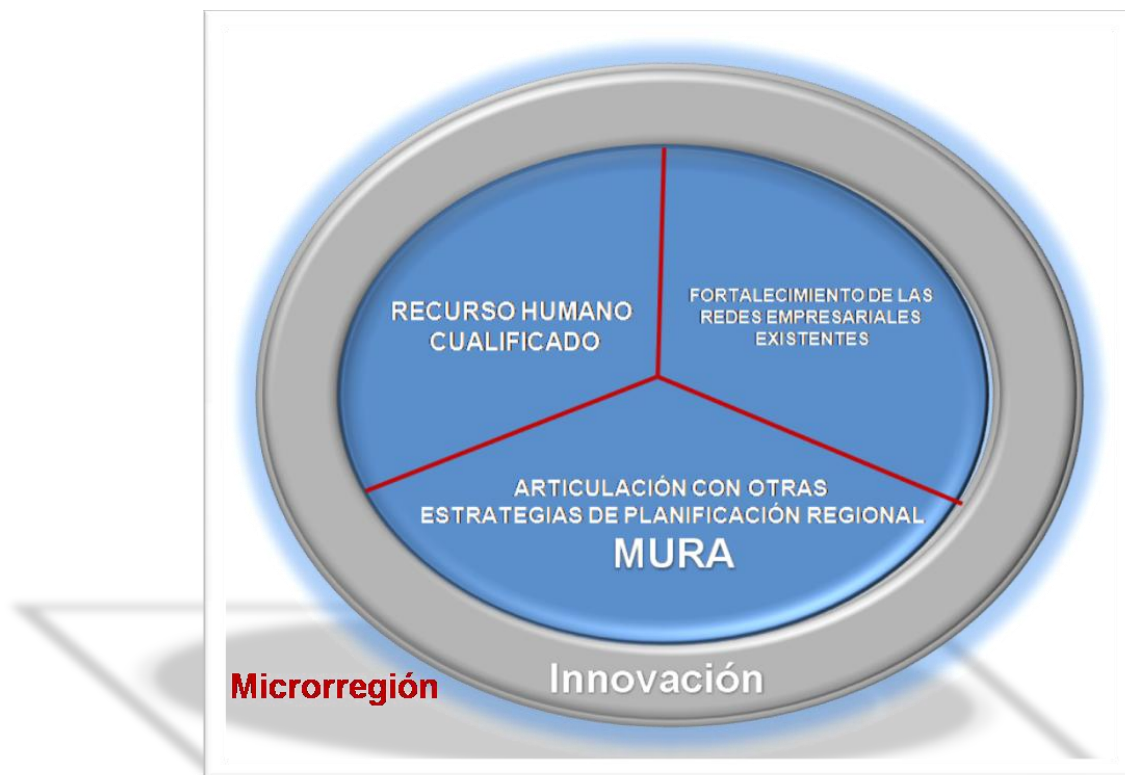 RECURSO HUMANO
CUALIFICADO
FORTALECIMIENTO DE LAS
REDES EMPRESARIALES
EXISTENTES
ARTICULACIÓN CON OTRAS
ESTRATEGIAS DE PLANIFICACIÓN REGIONAL
MURA
Innovación
Microrregión